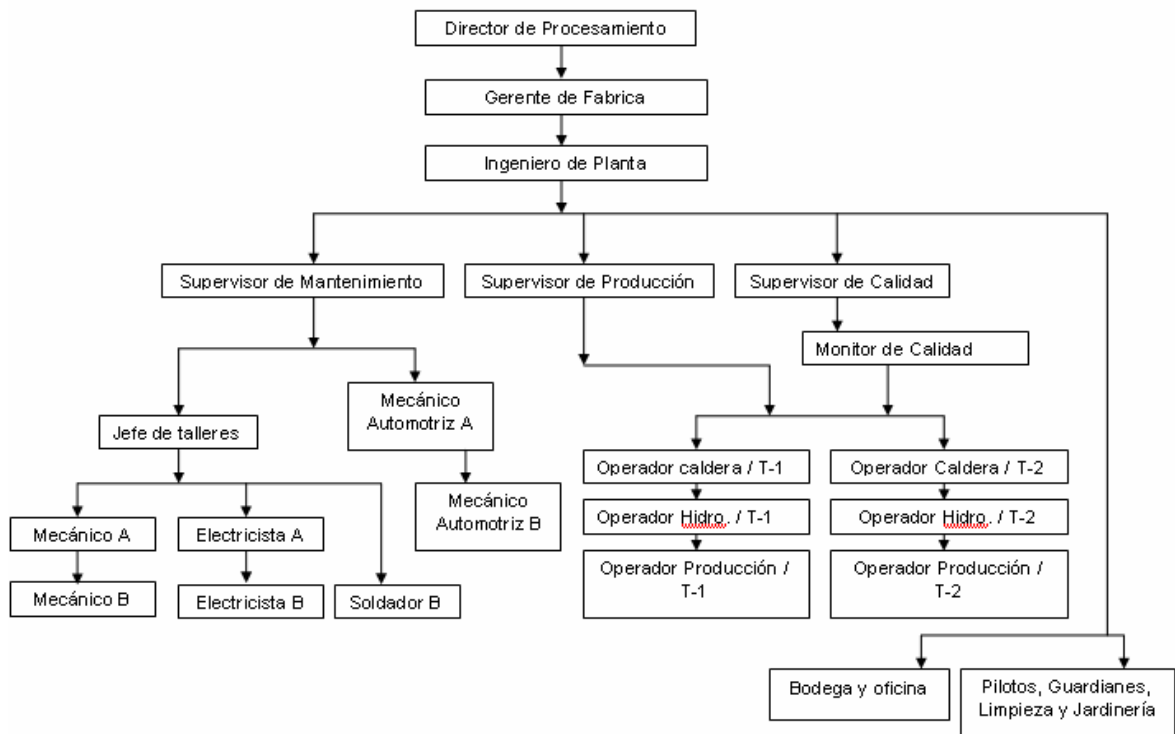 Director de Procesamiento
Gerente de Fabrica
Ingeniero de Planta
Supervisor de Mantenimiento
Supervisor de Producción
Supervisor de Calidad
Monitor de Calidad
Mecánico
Automotriz A
Jefe de talleres
Operador caldera / T-1
Operador Caldera / T-2
Mecánico
Automotriz B
Operador Hidro. / T-1
Operador Hidro. / T-2
Mecánico A
Electricista A
Operador Producción /
T-1
Operador Producción /
T-2
Mecánico B
Electricista B
Soldador B
Bodega y oficina
Pilotos, Guardianes,
Limpieza y Jardinería